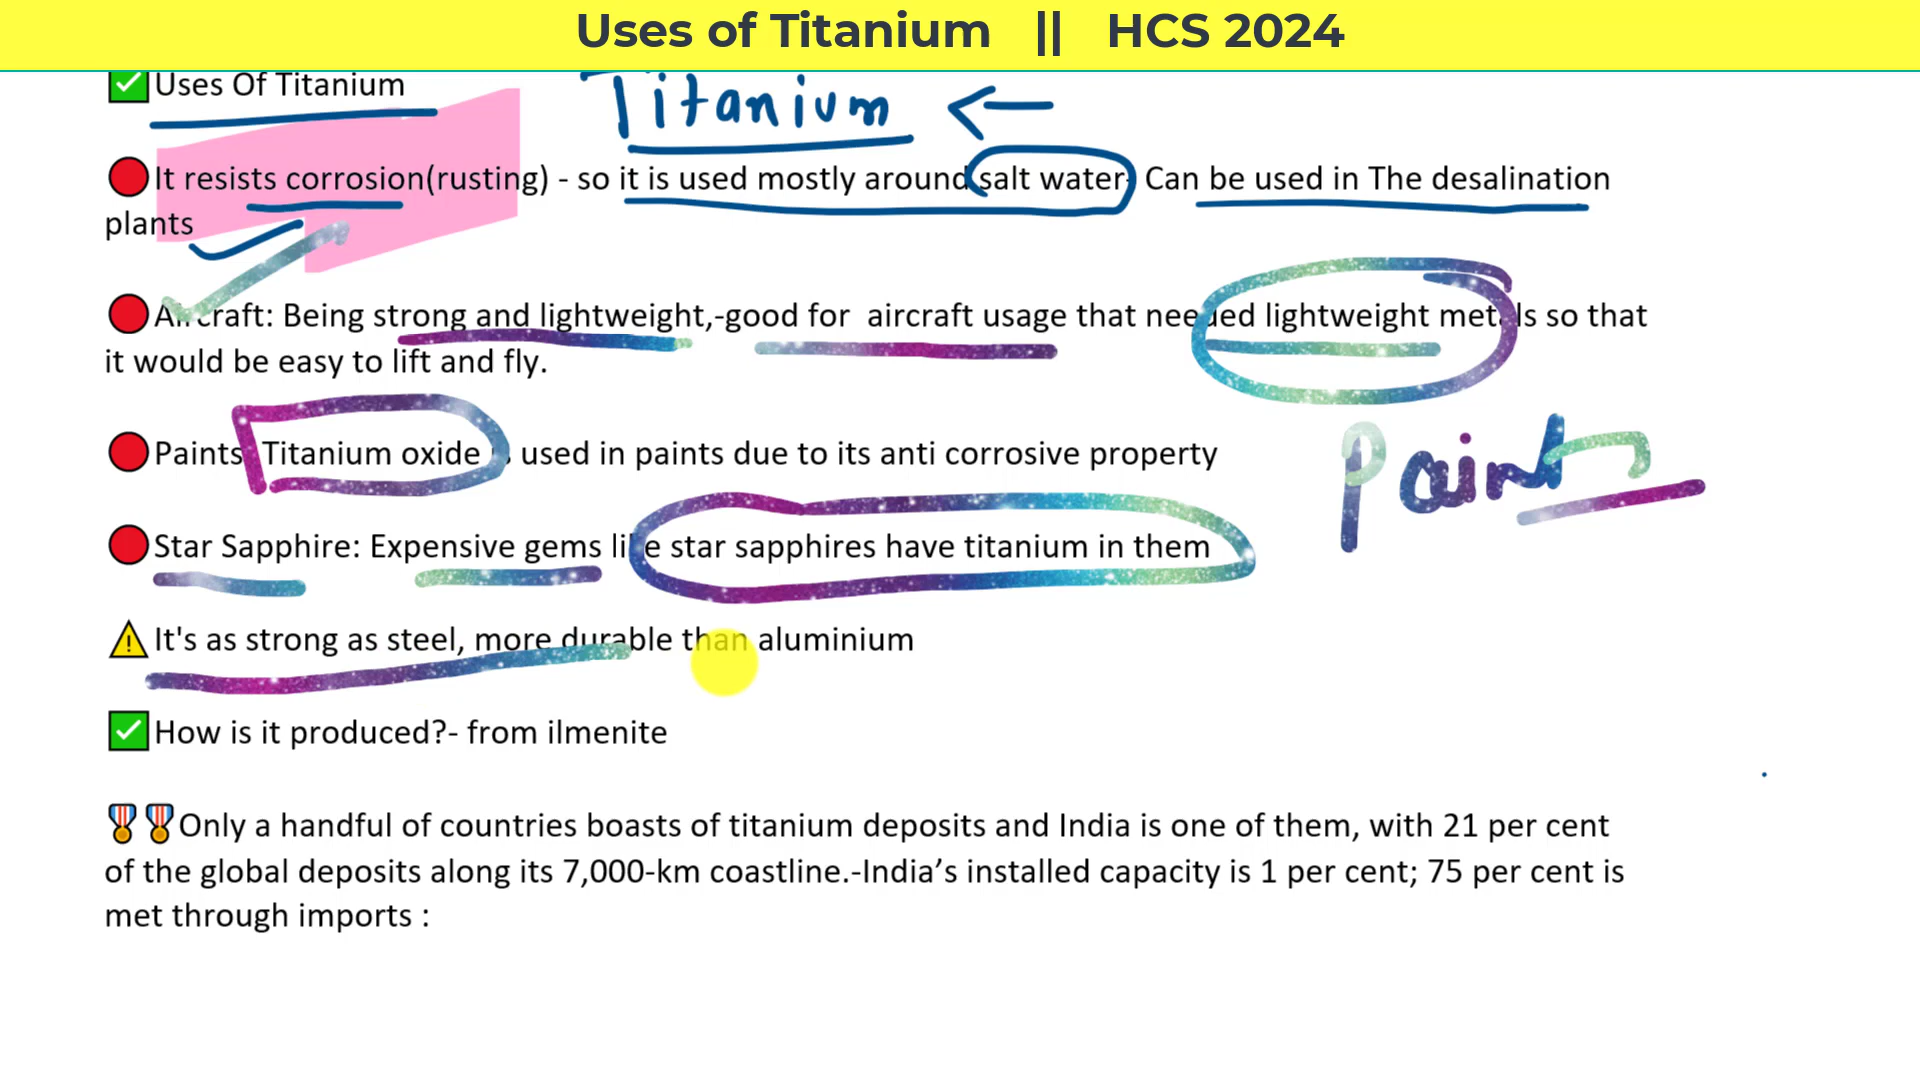 Uses of Titanium || HCS 2024
✅Uses Of Titanium
Titanium ←
🔴It resists corrosion(rusting) - so it is used mostly around salt water- Can be used in The desalination
plants
🔴Aircraft: Being strong and lightweight,-good for aircraft usage that needed lightweight metals so that
it would be easy to lift and fly.
🔴Paints: Titanium oxide is used in paints due to its anti corrosive property
Paint
🔴Star Sapphire: Expensive gems like star sapphires have titanium in them
⚠️It's as strong as steel, more durable than aluminium
✅How is it produced?- from ilmenite
🎖🎖Only a handful of countries boasts of titanium deposits and India is one of them, with 21 per cent
of the global deposits along its 7,000-km coastline.-India’s installed capacity is 1 per cent; 75 per cent is
met through imports :